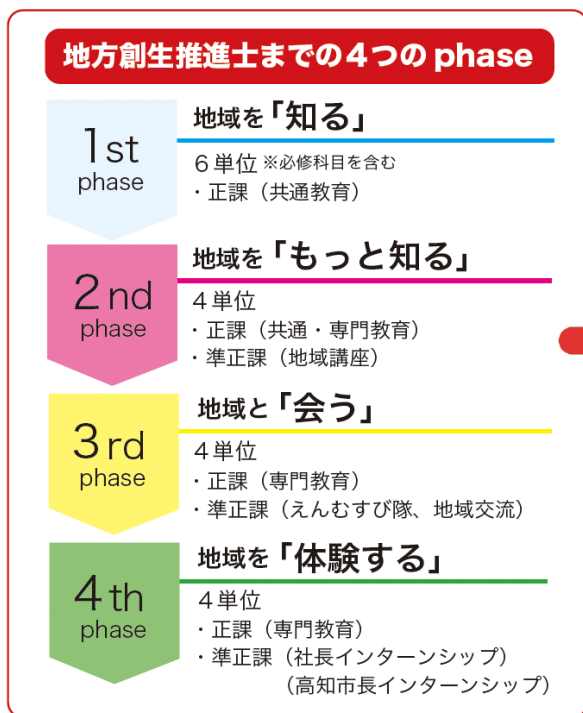 地方創生推進士までの4つの phase
1st
phase
地域を「知る」
6単位 ※必修科目を含む
・正課（共通教育）
2nd
phase
地域を「もっと知る」
4単位
・正課（共通・専門教育）
・準正課（地域講座）
3rd
phase
地域と「会う」
4単位
・正課（専門教育）
・準正課（えんむすび隊、地域交流）
4th
phase
地域を「体験する」
4単位
・正課（専門教育）
・準正課（社長インターンシップ）
（高知市長インターンシップ）